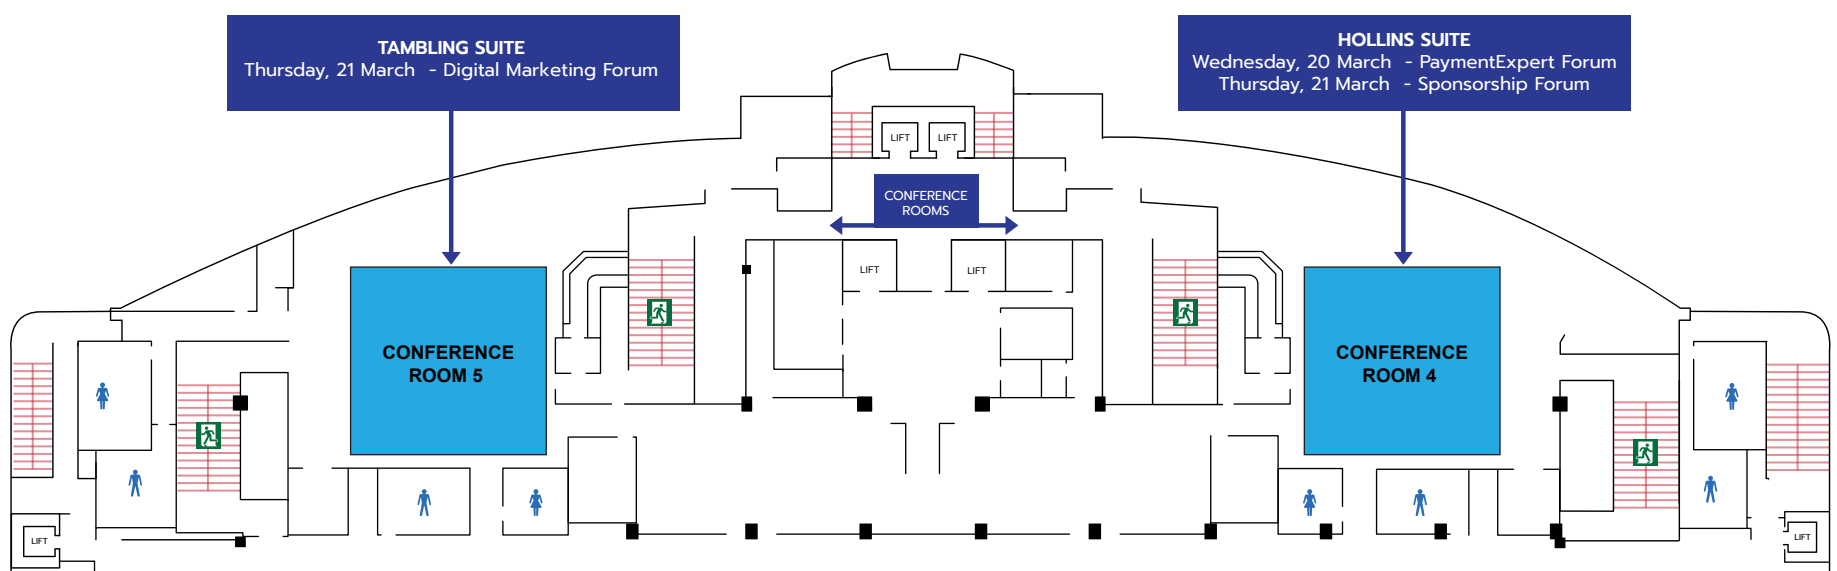 TAMBLING SUITE
Thursday, 21 March - Digital Marketing Forum
HOLLINS SUITE
Wednesday, 20 March - PaymentExpert Forum
Thursday, 21 March - Sponsorship Forum
LIFT
LIFT
CONFERENCE
ROOMS
LIFT
LIFT
CONFERENCE
ROOM 5
CONFERENCE
ROOM 4
LIFT
LIFT